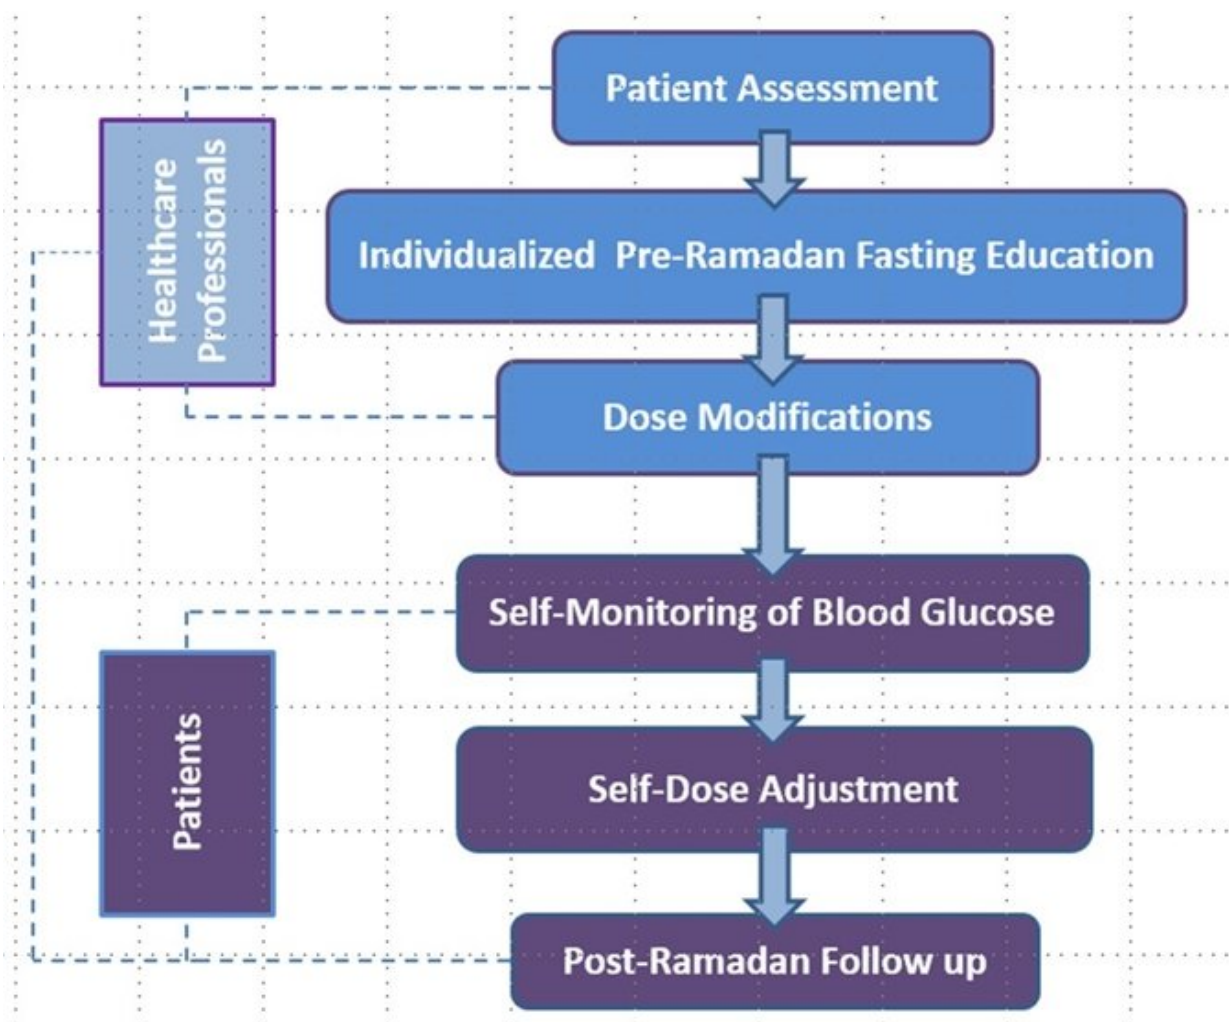 Patient Assessment
Healthcare
Professionals
Individualized Pre-Ramadan Fasting Education
Dose Modifications
Self-Monitoring of Blood Glucose
Patients
Self-Dose Adjustment
Post-Ramadan Follow up